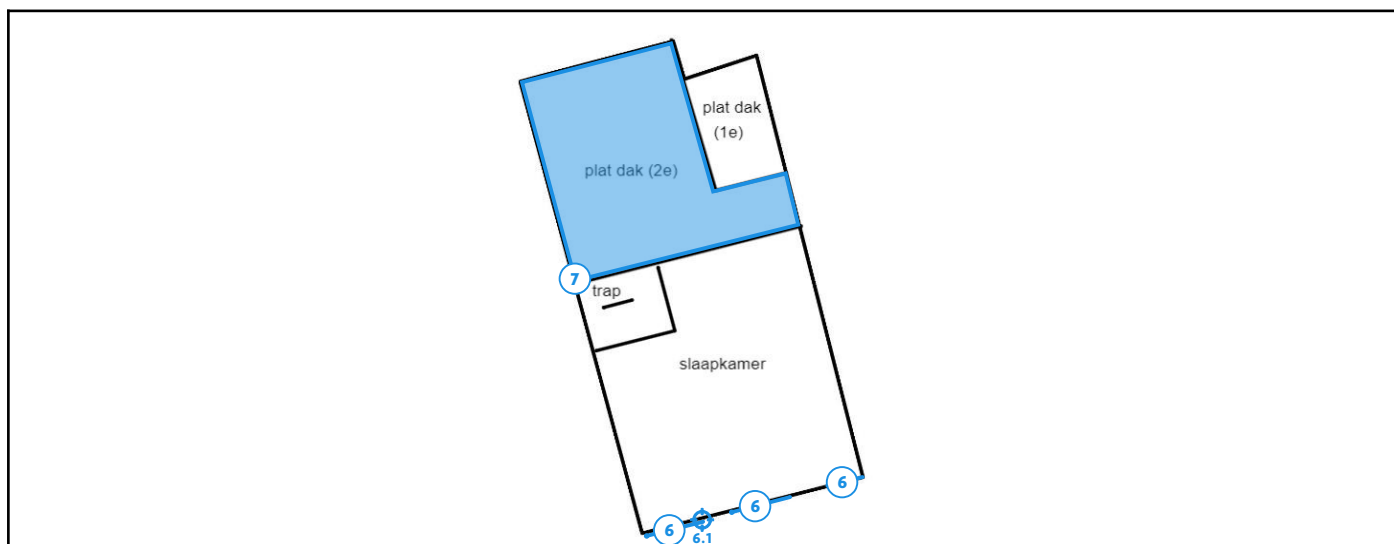 plat dak
(1e)
plat dak (2e)
7
trap
slaapkamer
6
6
6
6.1